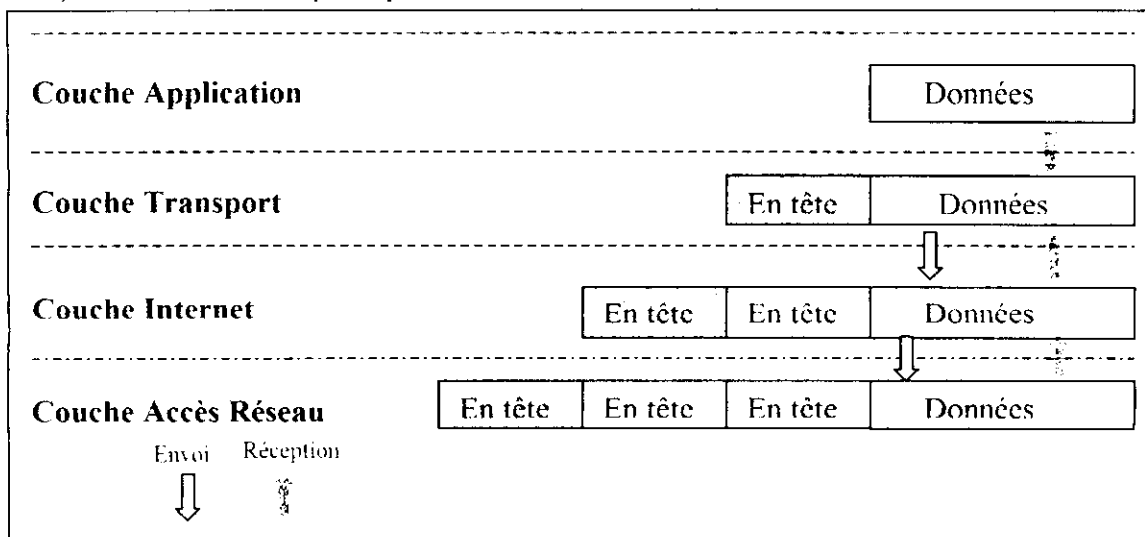 Couche Application Données
Couche Transport En tête Données
Couche Internet En tête En tête Données
Couche Accès Réseau En tête En tête En tête Données
Envoi Réception